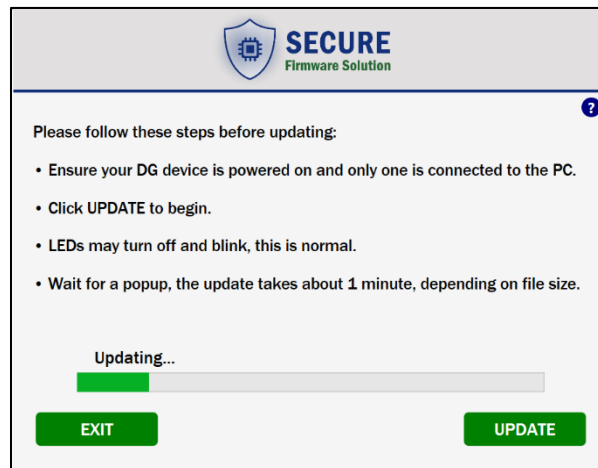 SECURE
Firmware Solution
?
Please follow these steps before updating:
• Ensure your DG device is powered on and only one is connected to the PC.
• Click UPDATE to begin.
• LEDs may turn off and blink, this is normal.
• Wait for a popup, the update takes about 1 minute, depending on file size.
Updating...
EXIT
UPDATE